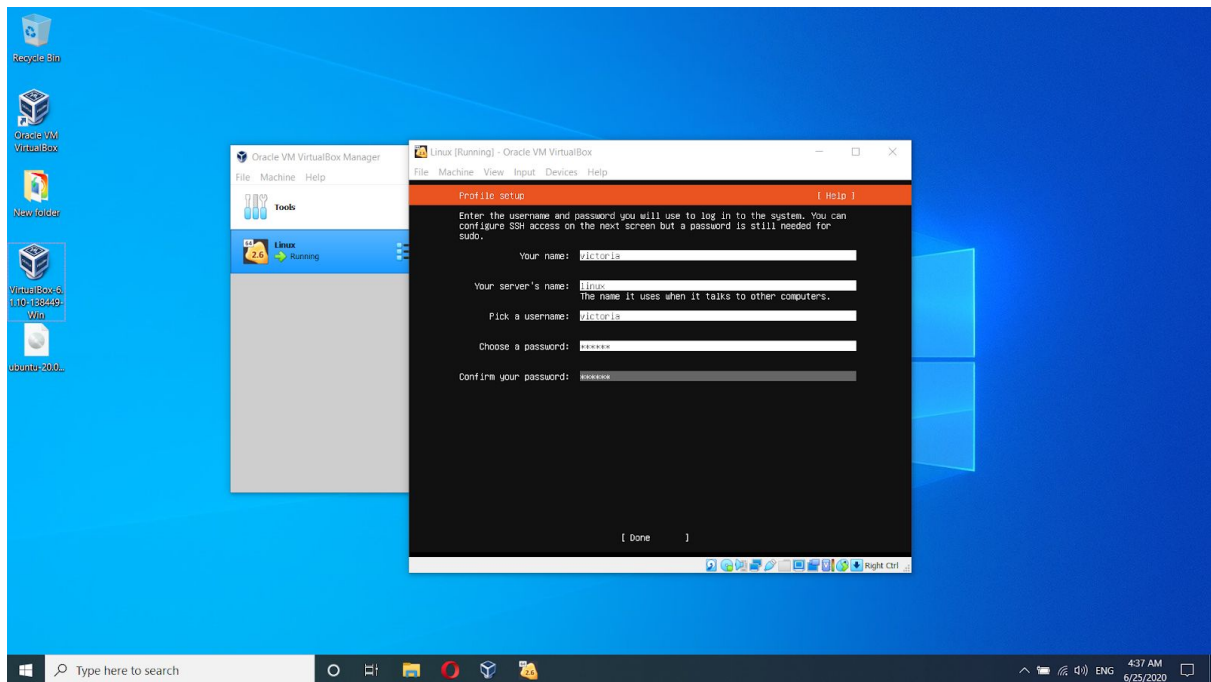 Recycle Bin
Oracle VM
VirtualBox
New folder
VirtualBox-6.
1.10-138449-
Win
ubuntu-20.0...
Oracle VM VirtualBox Manager
File Machine Help
Tools
64
2.6
Linux
Running
Linux [Running] - Oracle VM VirtualBox
File Machine View Input Devices Help
Profile setup [ Help ]
Enter the username and password you will use to log in to the system. You can
configure SSH access on the next screen but a password is still needed for
sudo.
Your name: victoria
Your server's name: linux
The name it uses when it talks to other computers.
Pick a username: victoria
Choose a password: ******
Confirm your password: ******
[ Done ]
Right Ctrl
Type here to search
ENG
4:37 AM
6/25/2020